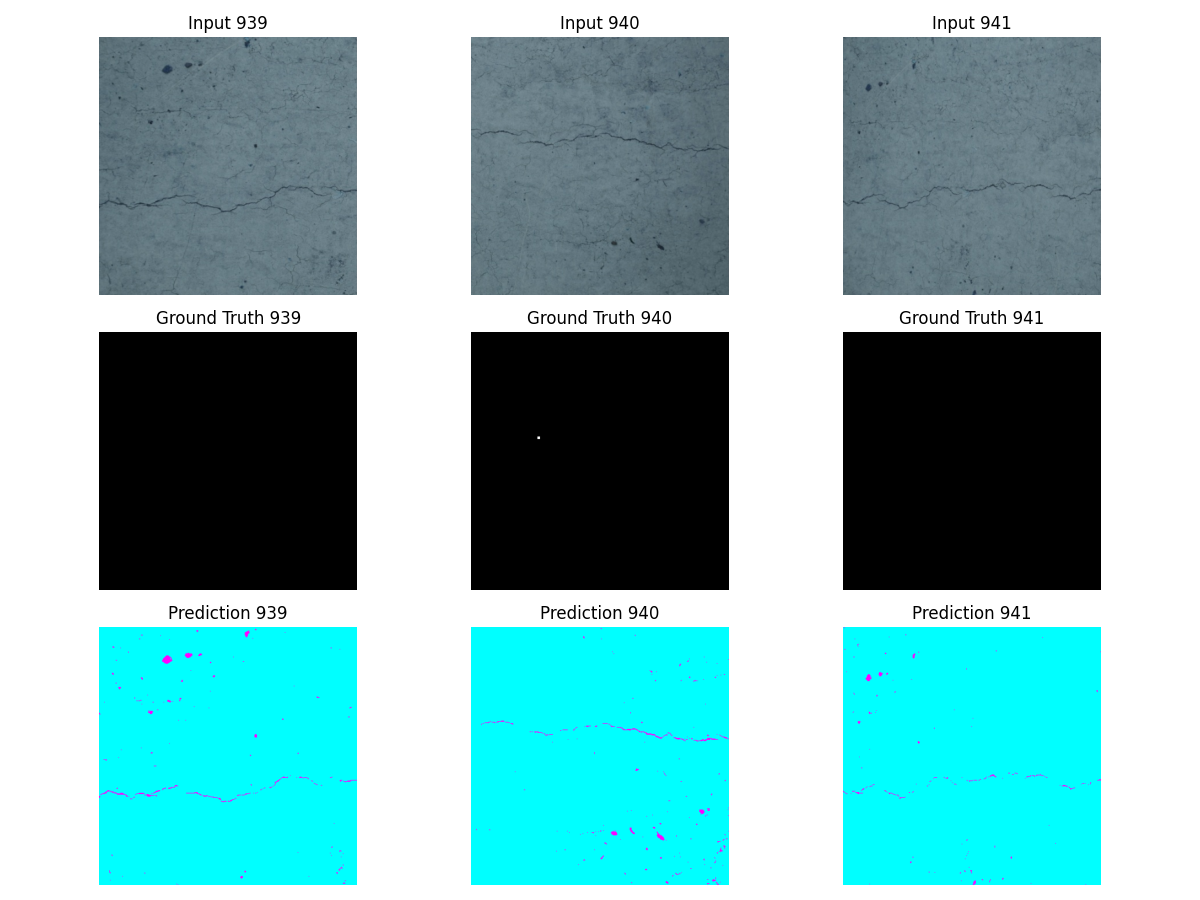 Input 939
Input 940
Input 941
Ground Truth 939
Ground Truth 940
Ground Truth 941
Prediction 939
Prediction 940
Prediction 941